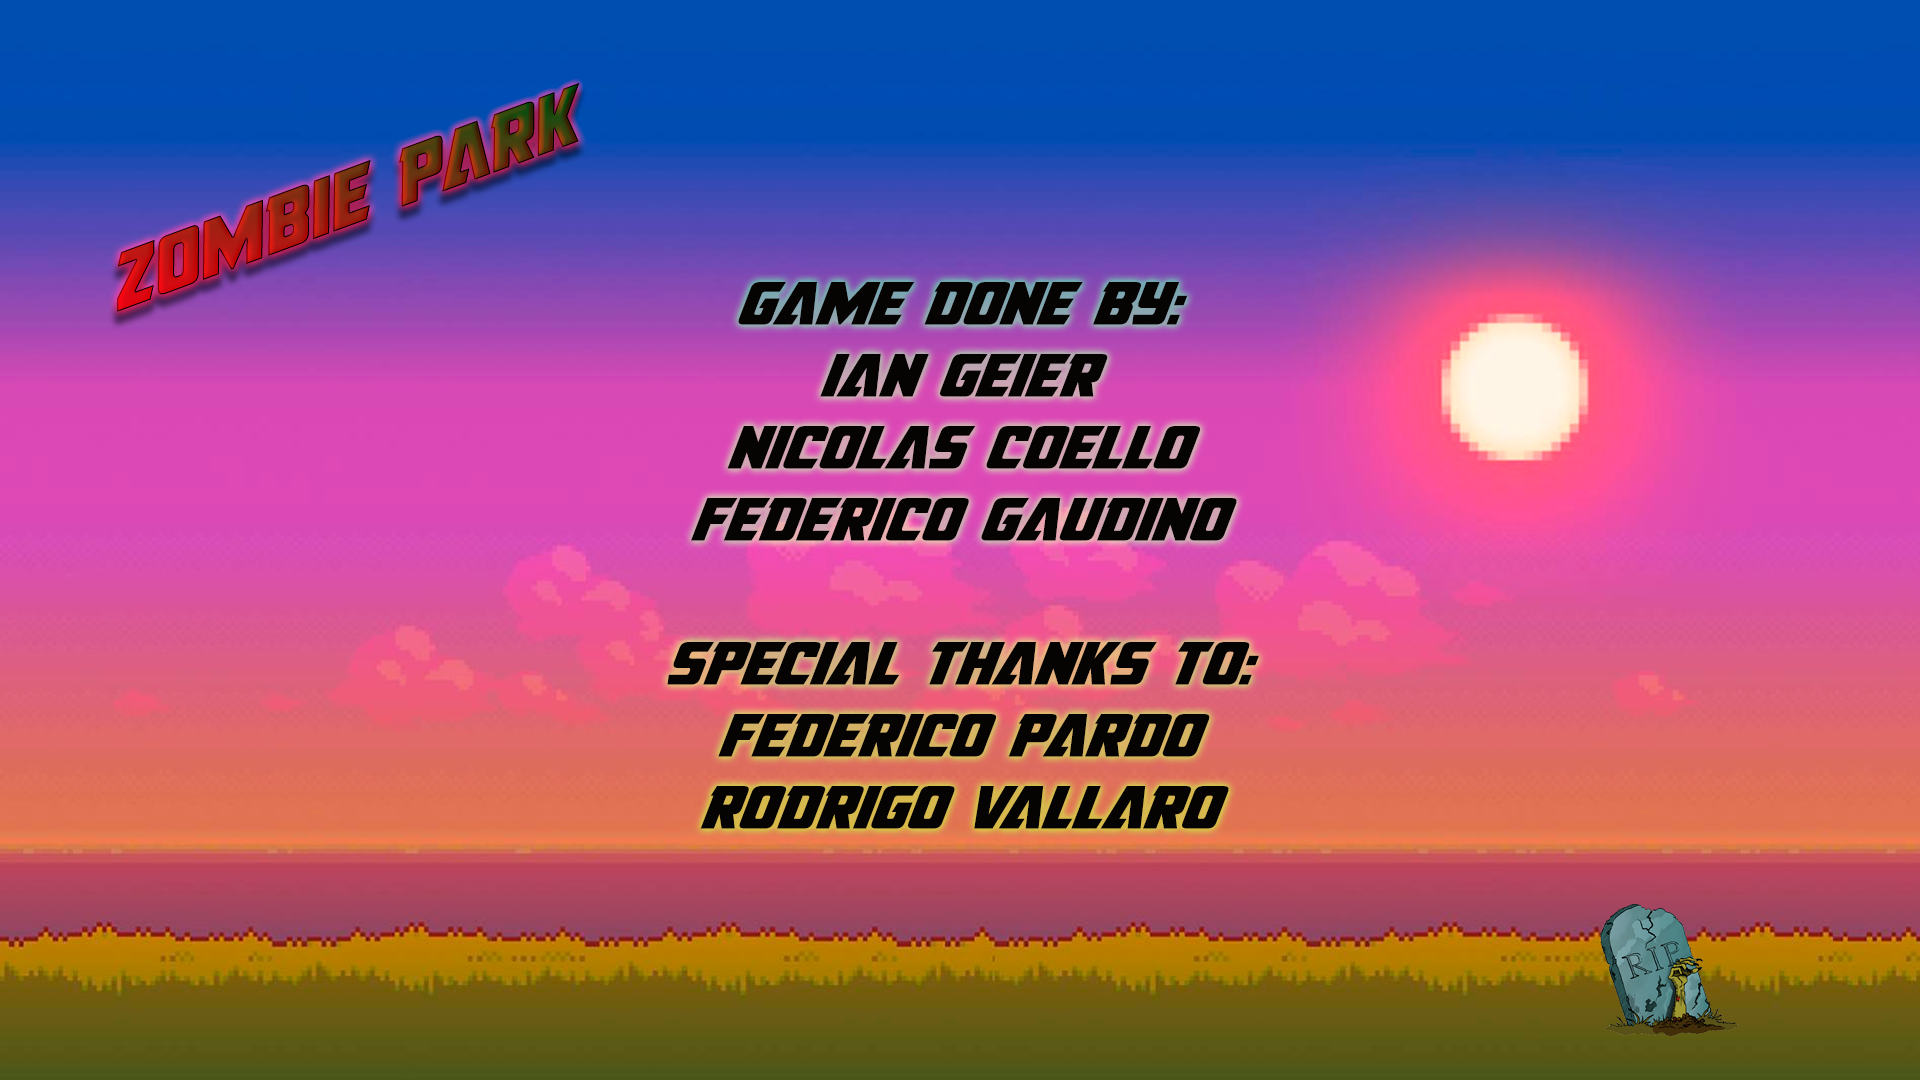 ZOMBIE PARK
GAME DONE BY:
IAN GEIER
NICOLAS COELLO
FEDERICO GAUDINO
SPECIAL THANKS TO:
FEDERICO PARDO
RODRIGO VALLARO
RIP